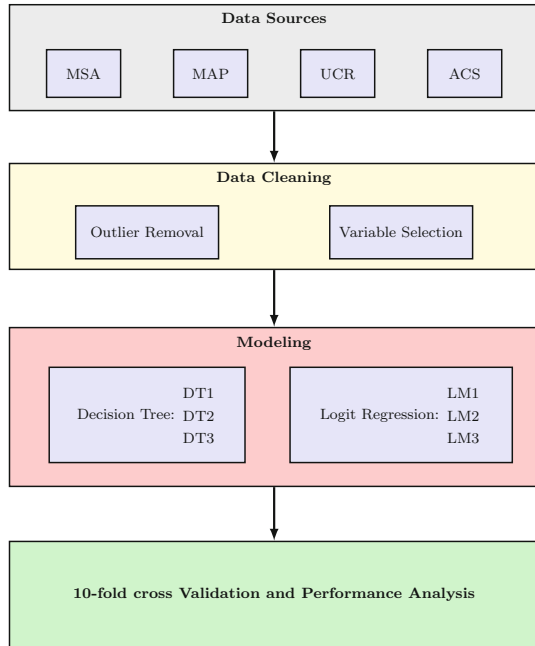 Data Sources
MSA
MAP
UCR
ACS
Data Cleaning
Outlier Removal
Variable Selection
Modeling
Decision Tree:
DT1
DT2
DT3
Logit Regression:
LM1
LM2
LM3
10-fold cross Validation and Performance Analysis